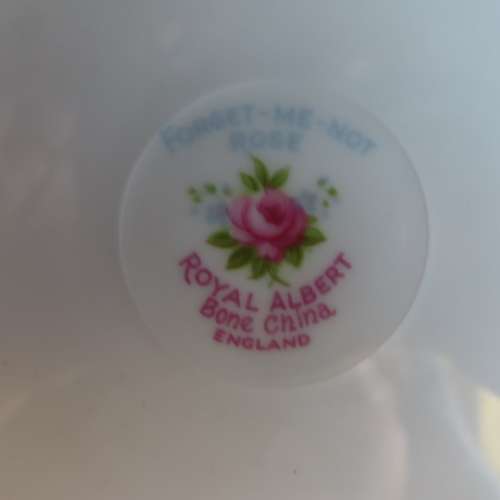 FORGET-ME-NOT
ROSE
ROYAL ALBERT
Bone China
ENGLAND